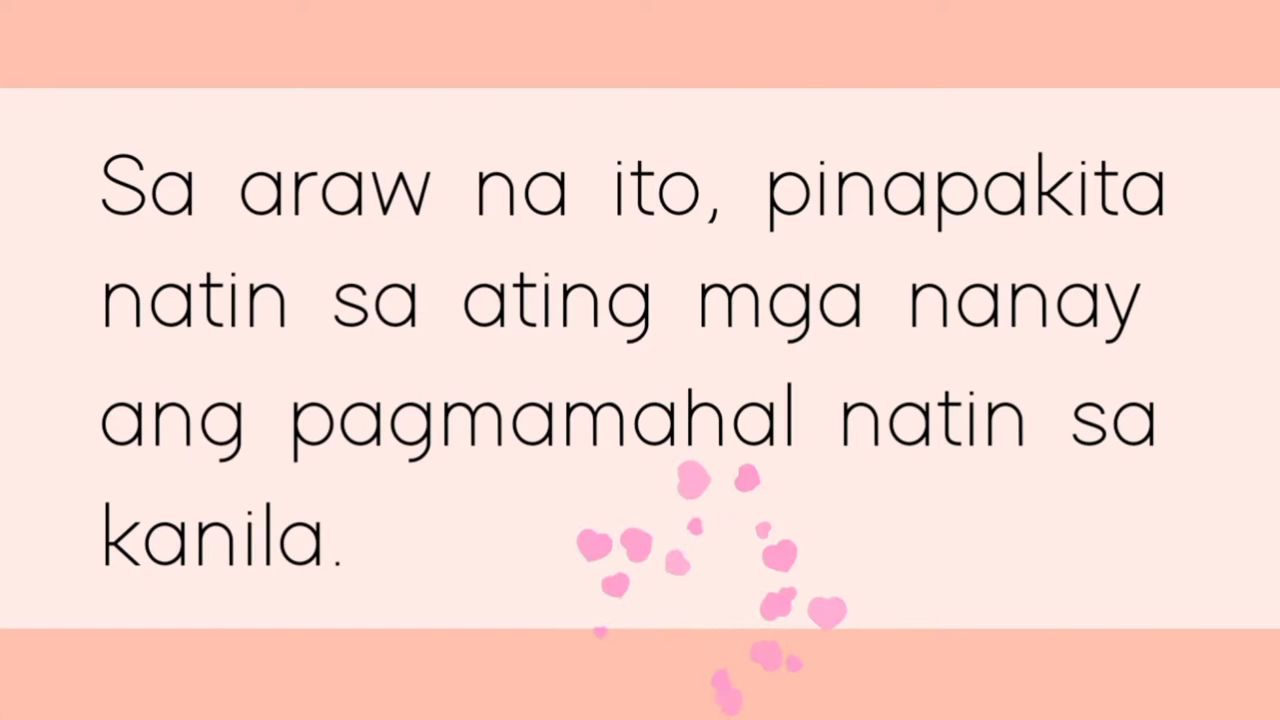 Sa araw na ito, pinapakita
natin sa ating mga nanay
ang pagmamahal natin sa
kanila.